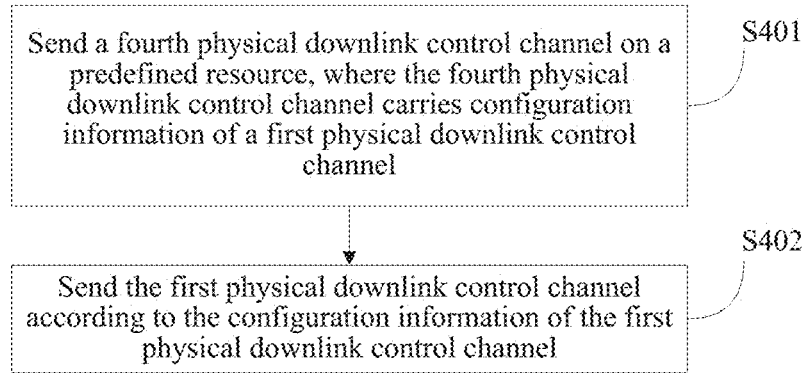 Send a fourth physical downlink control channel on a
S401
predefined resource, where the fourth physical
downlink control channel carries configuration
information of a first physical downlink control
channel
S402
Send the first physical downlink control channel
according to the configuration information of the first
physical downlink control channel